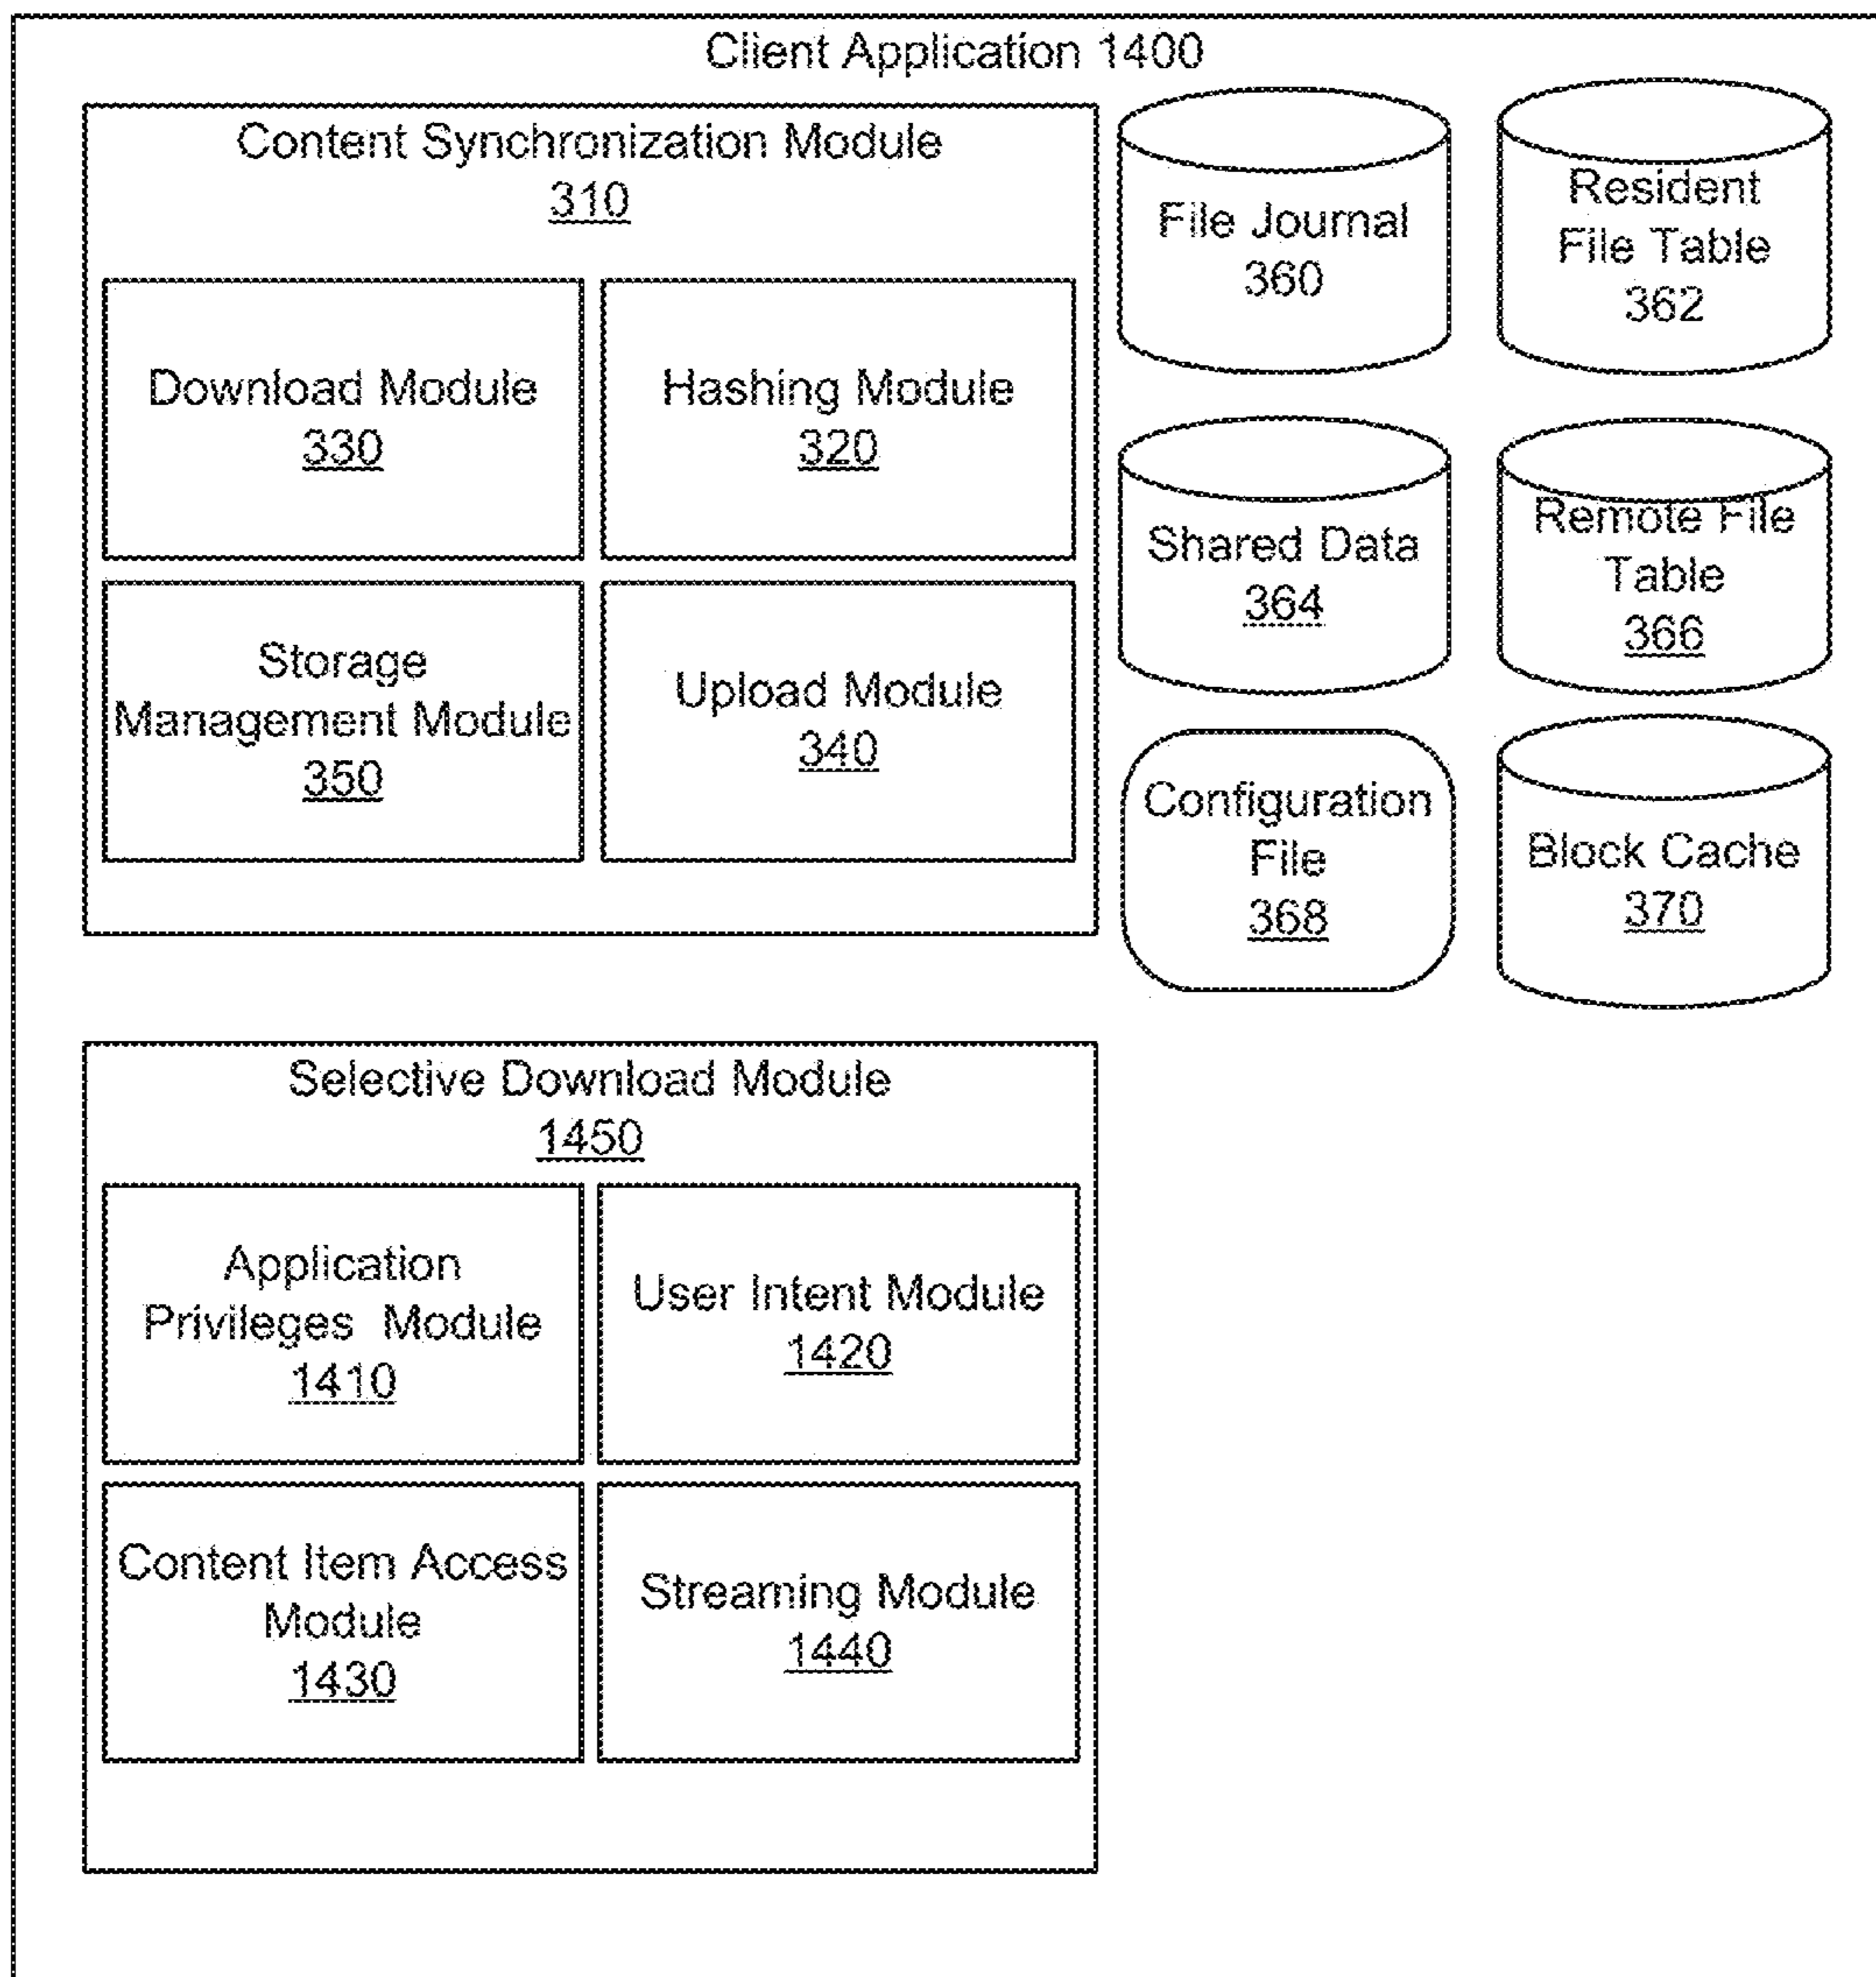 Client Application 1400
Content Synchronization Module
310
Download Module
330
Hashing Module
320
Storage
Management Module
350
Upload Module
340
File Journal
360
Resident
File Table
362
Shared Data
364
Remote File
Table
366
Configuration
File
368
Block Cache
370
Selective Download Module
1450
Application
Privileges Module
1410
User Intent Module
1420
Content Item Access
Module
1430
Streaming Module
1440